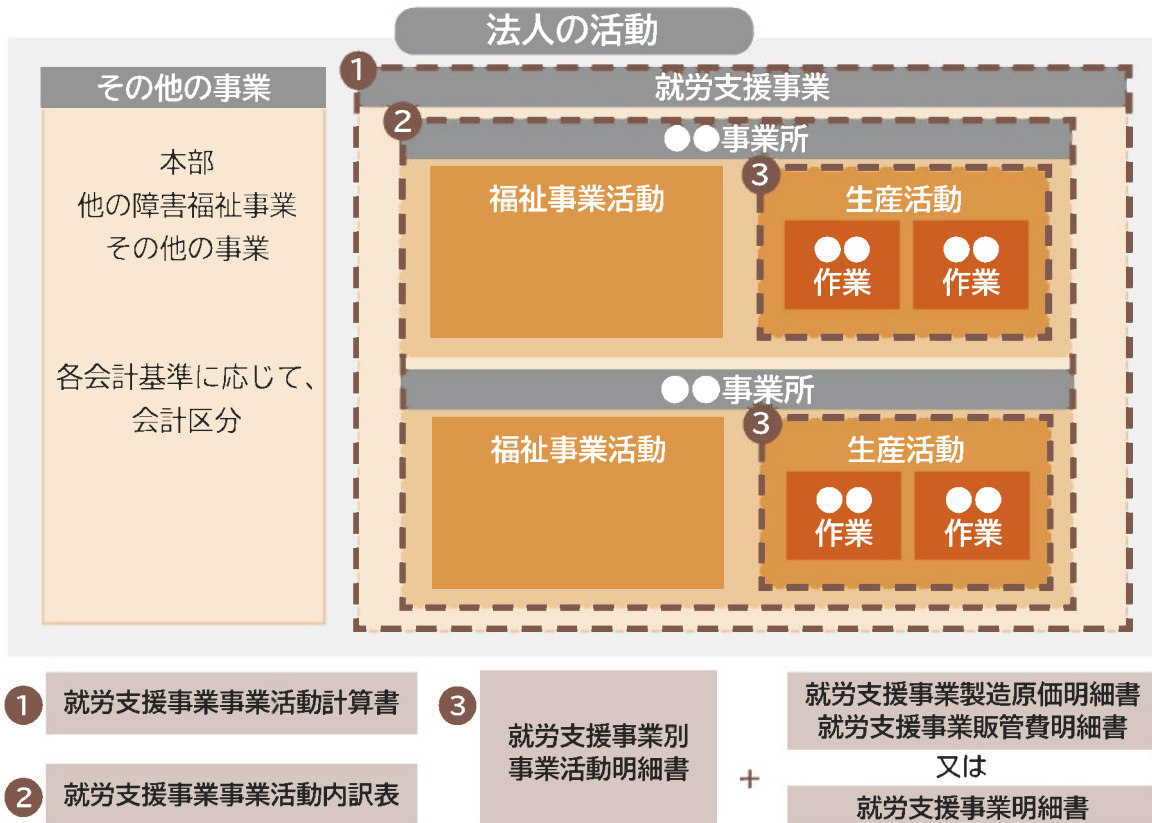 法人の活動
その他の事業
本部
他の障害福祉事業
その他の事業
各会計基準に応じて、
会計区分
1
就労支援事業
2
●●事業所
福祉事業活動
3
生産活動
●●
作業
●●
作業
●●事業所
福祉事業活動
3
生産活動
●●
作業
●●
作業
1
就労支援事業事業活動計算書
2
就労支援事業事業活動内訳表
3
就労支援事業別
事業活動明細書
+
就労支援事業製造原価明細書
就労支援事業販管費明細書
又は
就労支援事業明細書